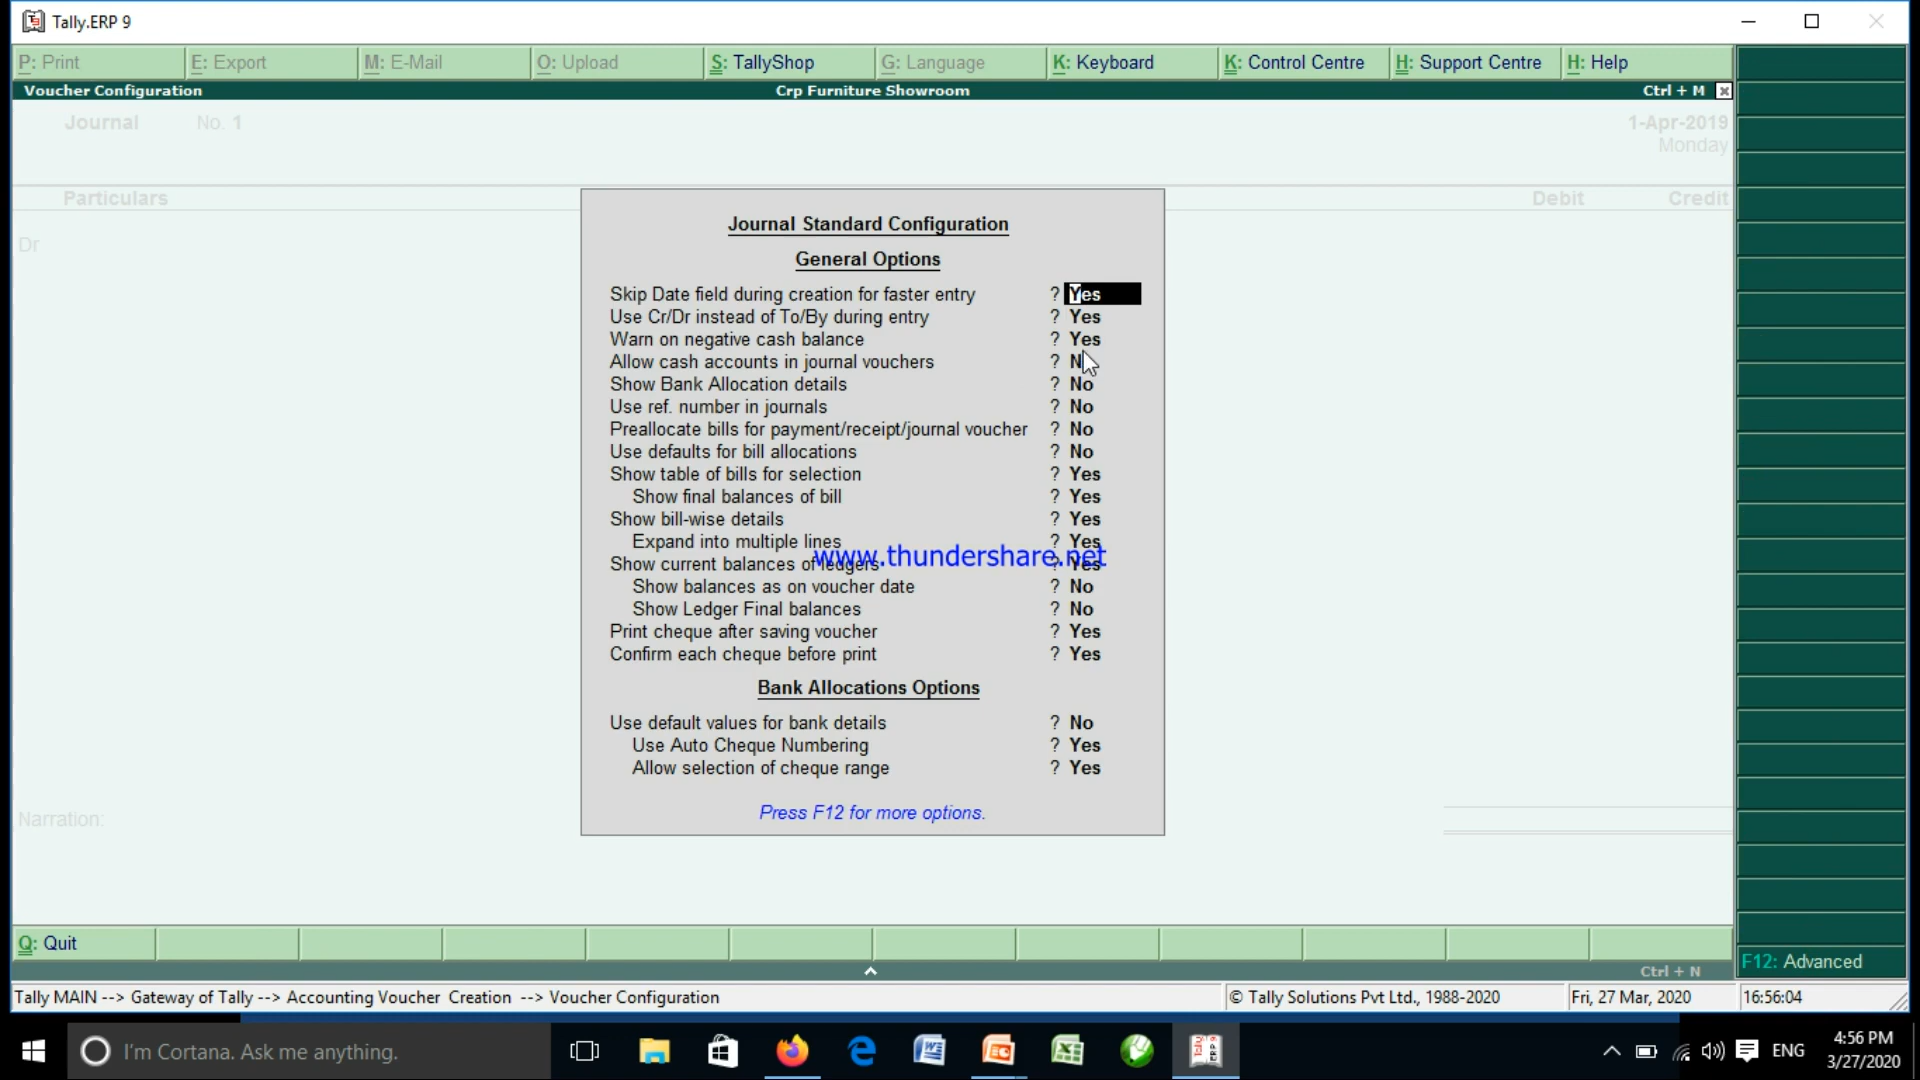 Tally.ERP 9
P: Print E: Export M: E-Mail O: Upload S: TallyShop G: Language K: Keyboard K: Control Centre H: Support Centre H: Help
Voucher Configuration Crp Furniture Showroom Ctrl + M
Journal No. 1 1-Apr-2019
Monday
Particulars Debit Credit
Dr
Journal Standard Configuration
General Options
Skip Date field during creation for faster entry ? Yes
Use Cr/Dr instead of To/By during entry ? Yes
Warn on negative cash balance ? Yes
Allow cash accounts in journal vouchers ?
Show Bank Allocation details ? No
Use ref. number in journals ? No
Preallocate bills for payment/receipt/journal voucher ? No
Use defaults for bill allocations ? No
Show table of bills for selection ? Yes
Show final balances of bill ? Yes
Show bill-wise details ? Yes
Expand into multiple lines ? Yes
www.thundershare.net
Show current balances of ledgers ? Yes
Show balances as on voucher date ? No
Show Ledger Final balances ? No
Print cheque after saving voucher ? Yes
Confirm each cheque before print ? Yes
Bank Allocations Options
Use default values for bank details ? No
Use Auto Cheque Numbering ? Yes
Allow selection of cheque range ? Yes
Press F12 for more options.
Narration:
Q: Quit
F12: Advanced
Ctrl + N
Tally MAIN --> Gateway of Tally --> Accounting Voucher Creation --> Voucher Configuration © Tally Solutions Pvt Ltd., 1988-2020 Fri, 27 Mar, 2020 16:56:04
I'm Cortana. Ask me anything. ENG 4:56 PM
3/27/2020